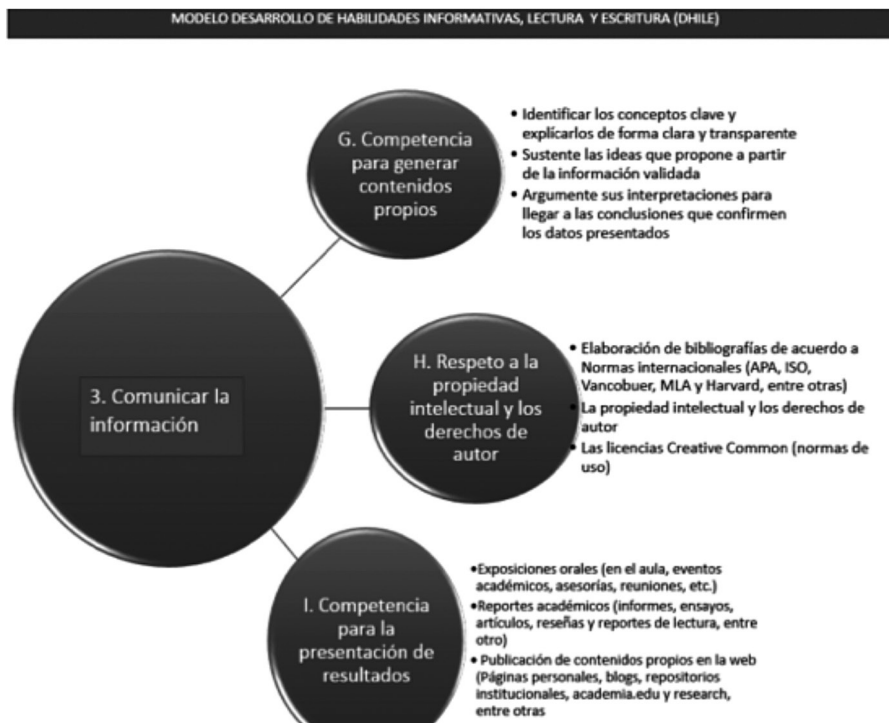 MODELO DESARROLLO DE HABILIDADES INFORMATIVAS, LECTURA Y ESCRITURA (DHILE)
G. Competencia
para generar
contenidos
propios
• Identificar los conceptos clave y
explícarlos de forma clara y transparente
• Sustente las ideas que propone a partir
de la información validada
• Argumente sus interpretaciones para
llegar a las conclusiones que confirmen
los datos presentados
3. Comunicar la
información
H. Respeto a la
propiedad
intelectual y los
derechos de
autor
• Elaboración de bibliografías de acuerdo a
Normas internacionales (APA, ISO,
Vancobuer, MLA y Harvard, entre otras)
• La propiedad intelectual y los derechos de
autor
• Las licencias Creative Common (normas de
uso)
I. Competencia
para la
presentación de
resultados
•Exposiciones orales (en el aula, eventos
académicos, asesorías, reuniones, etc.)
•Reportes académicos (informes, ensayos,
artículos, reseñas y reportes de lectura, entre
otro)
• Publicación de contenidos propios en la web
(Páginas personales, blogs, repositorios
institucionales, academia.edu y research,
entre otras